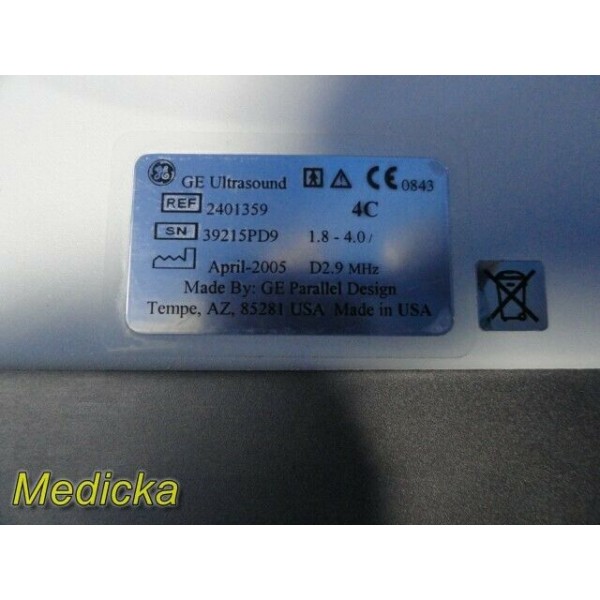 GE Ultrasound CE 0843
REF 2401359 4C
SN 39215PD9 1.8 - 4.0 /
April-2005 D2.9 MHz
Made By: GE Parallel Design
Tempe, AZ, 85281 USA Made in USA
Medicka